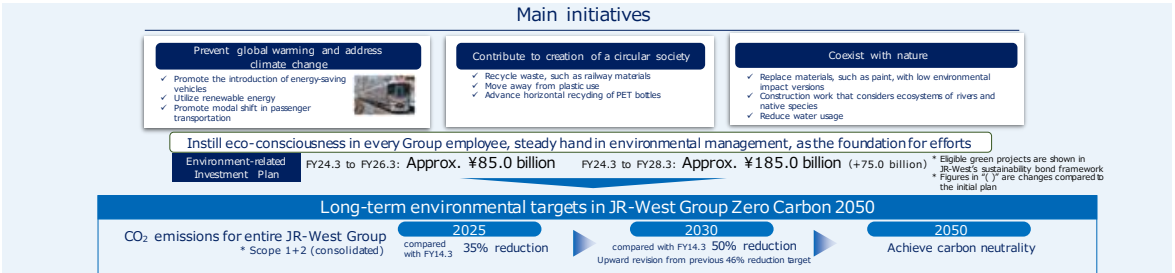 Main initiatives
Prevent global warming and address
climate change
✓ Promote the introduction of energy-saving
vehicles
✓ Utilize renewable energy
✓ Promote modal shift in passenger
transportation
Contribute to creation of a circular society
✓ Recycle waste, such as railway materials
✓ Move away from plastic use
✓ Advance horizontal recycling of PET bottles
Coexist with nature
✓ Replace materials, such as paint, with low environmental
impact versions
✓ Construction work that considers ecosystems of rivers and
native species
✓ Reduce water usage
Instill eco-consciousness in every Group employee, steady hand in environmental management, as the foundation for efforts
Environment-related
Investment Plan
FY24.3 to FY26.3: Approx. ¥85.0 billion FY24.3 to FY28.3: Approx. ¥185.0 billion (+75.0 billion)
* Eligible green projects are shown in
JR-West's sustainability bond framework
* Figures in "( )" are changes compared to
the initial plan
Long-term environmental targets in JR-West Group Zero Carbon 2050
CO₂ emissions for entire JR-West Group
* Scope 1+2 (consolidated)
2025
compared
with FY14.3
35% reduction
2030
compared with FY14.3 50% reduction
Upward revision from previous 46% reduction target
2050
Achieve carbon neutrality